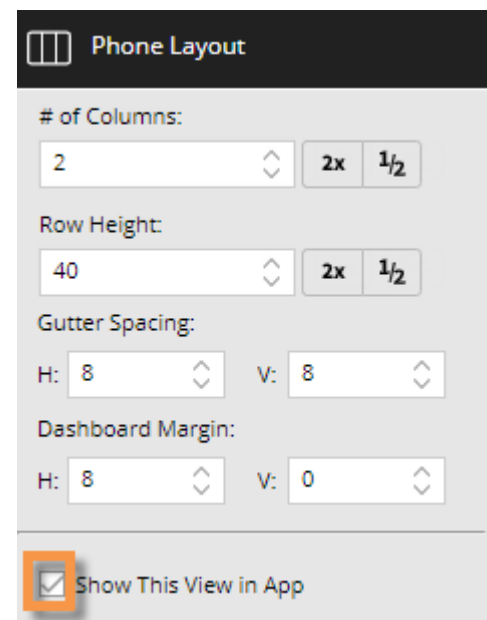 Phone Layout
# of Columns:
2 2x 1/2
Row Height:
40 2x 1/2
Gutter Spacing:
H: 8 V: 8
Dashboard Margin:
H: 8 V: 0
Show This View in App